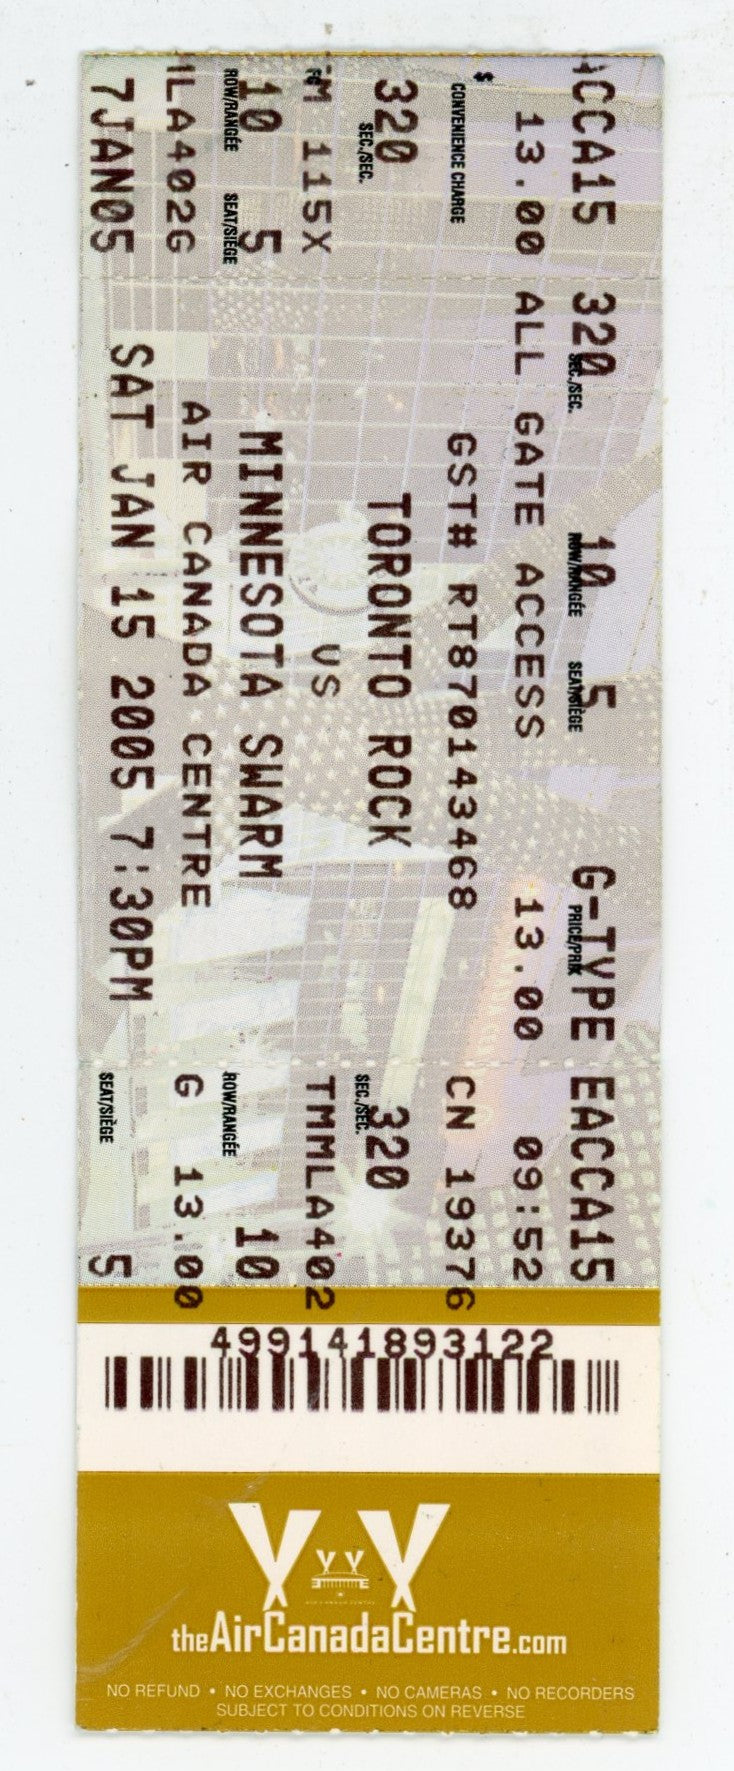 ACCA15 320 10 5 G-TYPE EACCA15
SEC./SEC. ROW/RANGÉE SEAT/SIÈGE PRICE/PRIX
13.00 ALL GATE ACCESS 13.00 09:52
$ CONVENIENCE CHARGE
GST# RT870143468 CN 19376
320 TORONTO ROCK 320
SEC./SEC. SEC./SEC.
TM 115X VS TMMLA402
10 5 MINNESOTA SWARM 10
ROW/RANGÉE SEAT/SIÈGE ROW/RANGÉE
MLA402G AIR CANADA CENTRE G 13.00
7JAN05 SAT JAN 15 2005 7:30PM 5
SEAT/SIÈGE
499141893122
theAirCanadaCentre.com
NO REFUND • NO EXCHANGES • NO CAMERAS • NO RECORDERS
SUBJECT TO CONDITIONS ON REVERSE